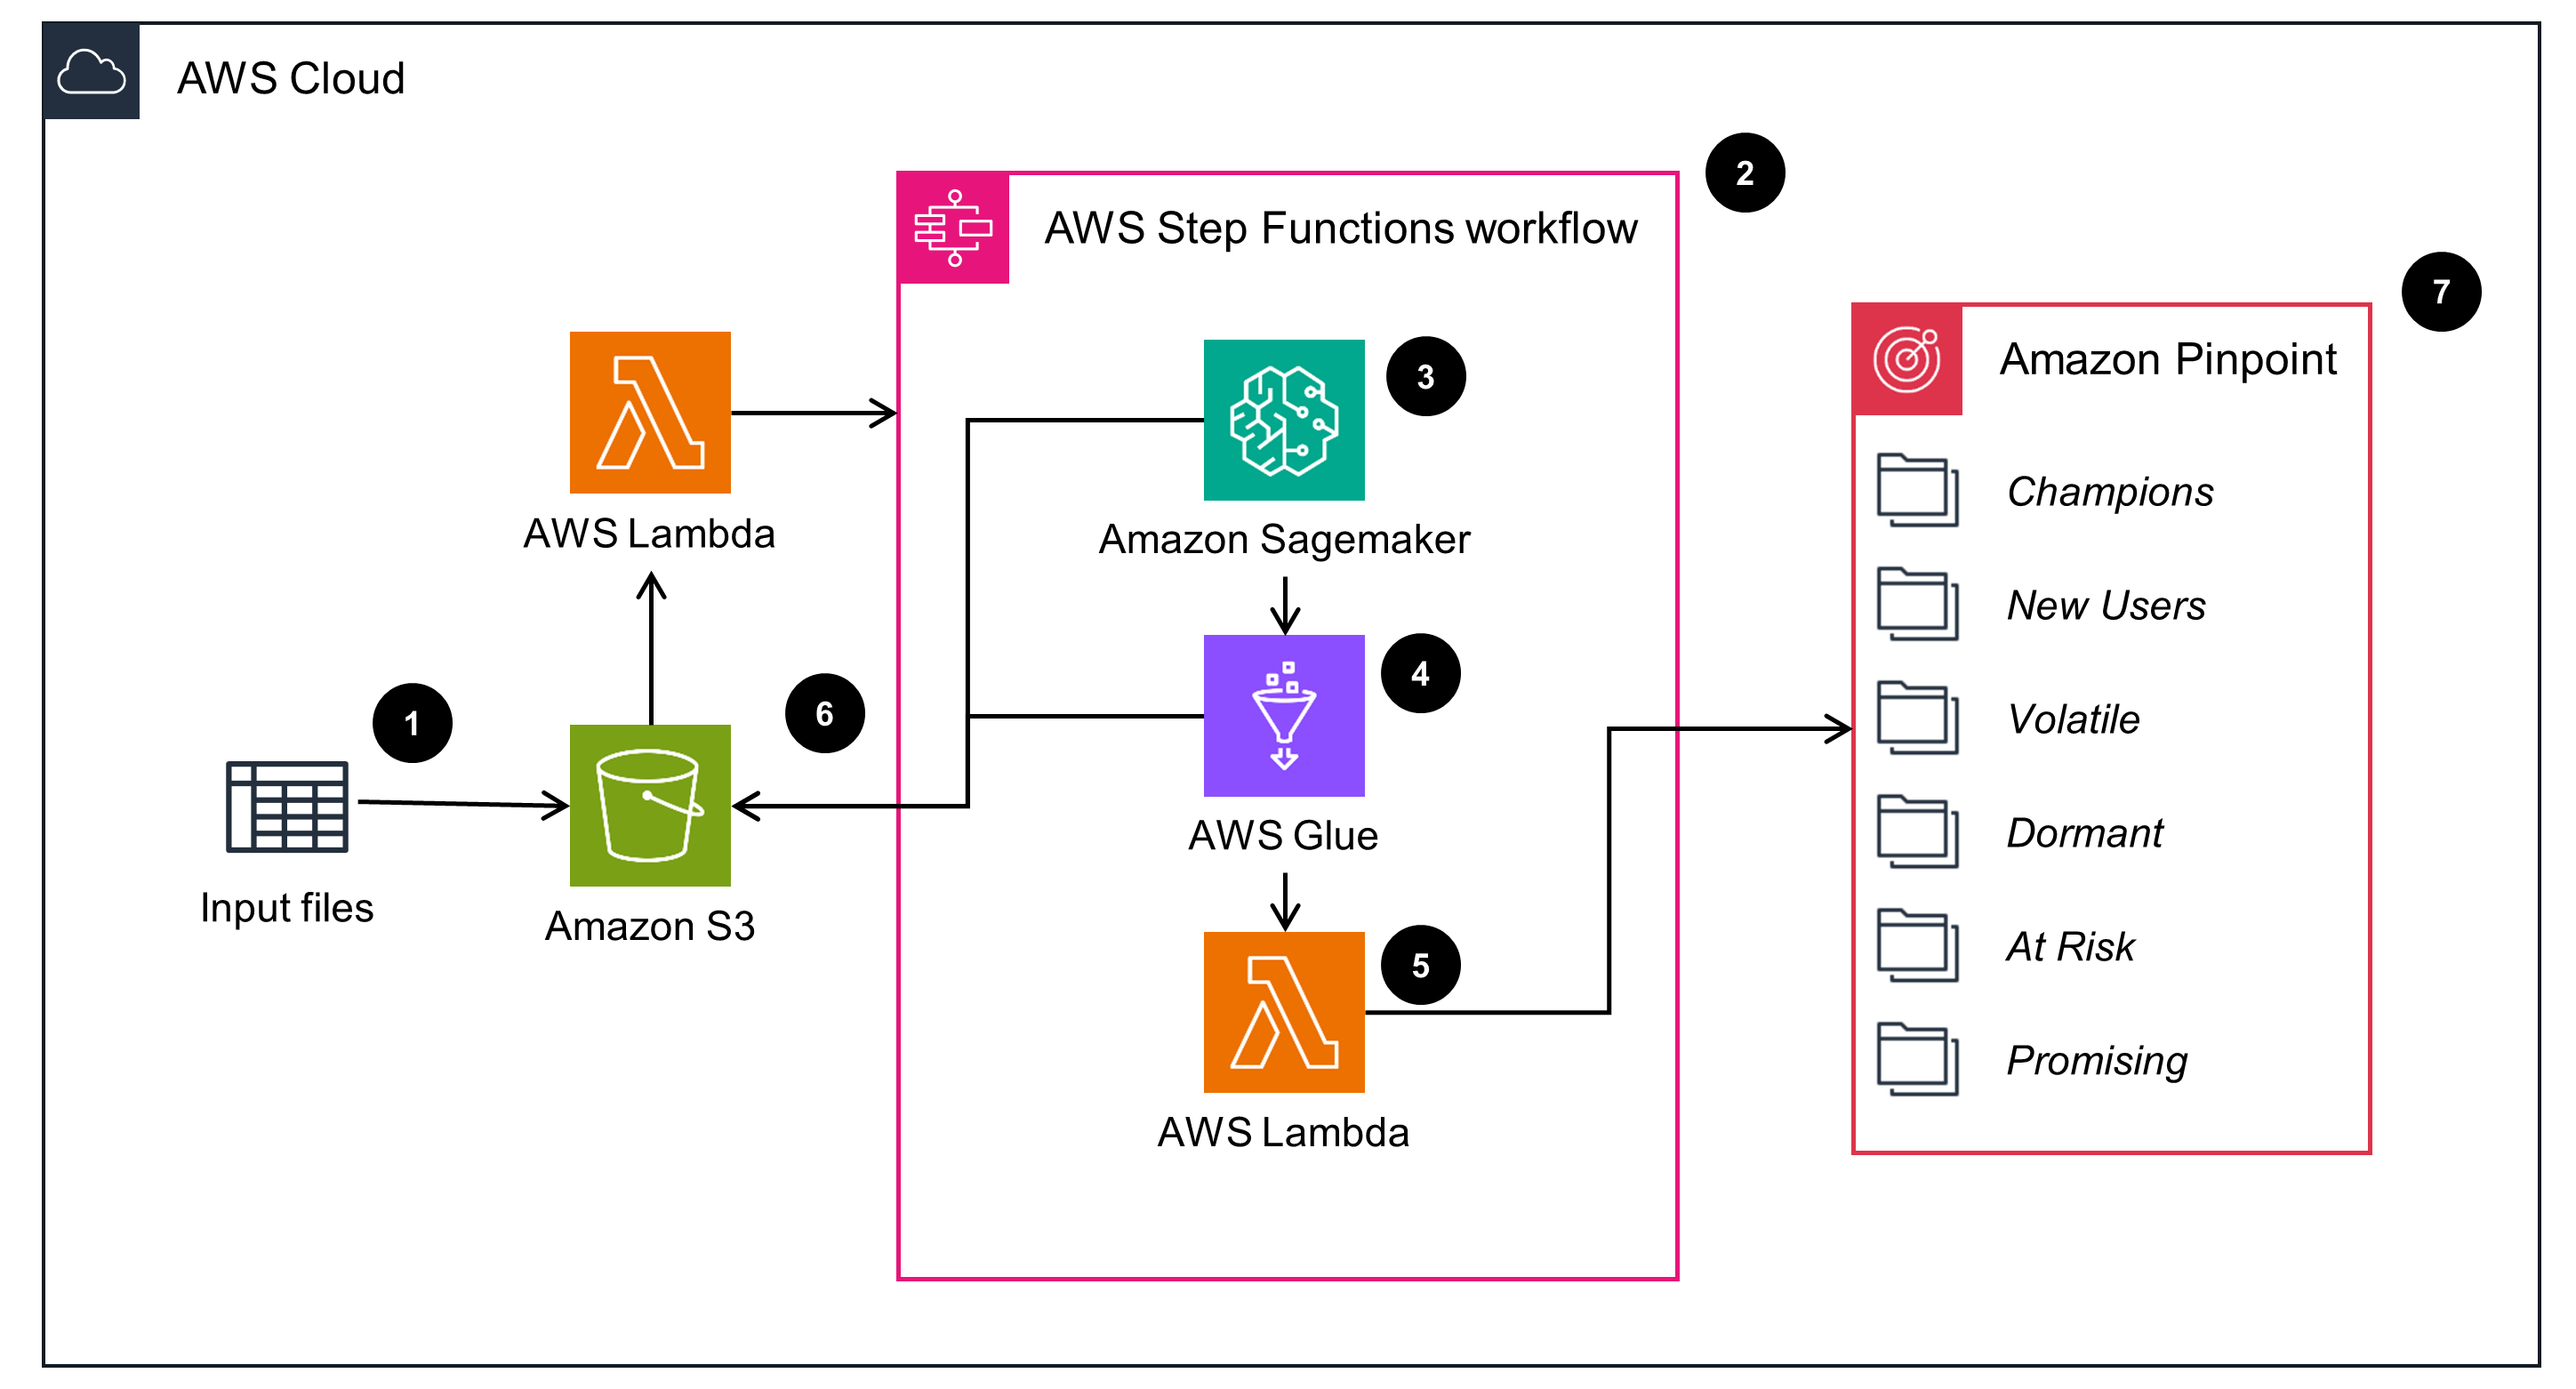 AWS Cloud
2
AWS Step Functions workflow
7
Amazon Pinpoint
3
AWS Lambda
Amazon Sagemaker
Champions
New Users
4
6
1
Volatile
AWS Glue
Dormant
Input files
Amazon S3
At Risk
5
Promising
AWS Lambda